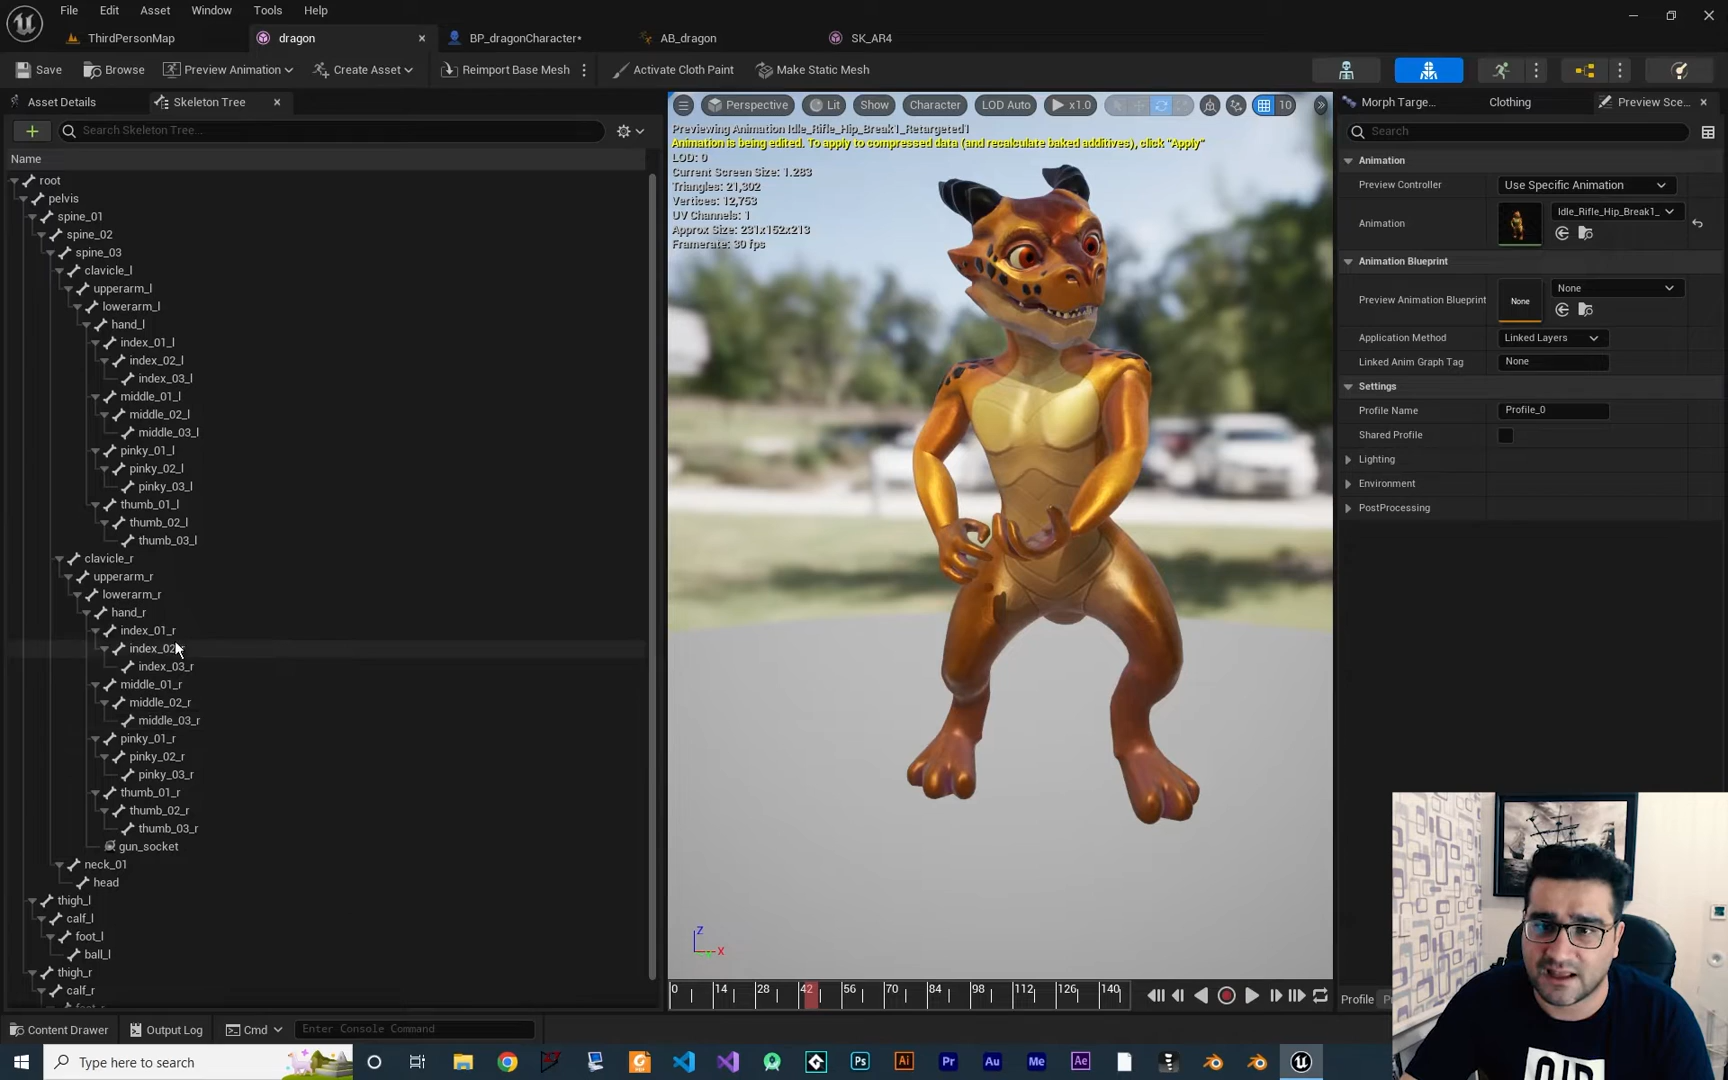 File Edit Asset Window Tools Help
ThirdPersonMap dragon BP_dragonCharacter* AB_dragon SK_AR4
Save Browse Preview Animation Create Asset Reimport Base Mesh Activate Cloth Paint Make Static Mesh
Asset Details Skeleton Tree
Search Skeleton Tree...
Name
root
pelvis
spine_01
spine_02
spine_03
clavicle_l
upperarm_l
lowerarm_l
hand_l
index_01_l
index_02_l
index_03_l
middle_01_l
middle_02_l
middle_03_l
pinky_01_l
pinky_02_l
pinky_03_l
thumb_01_l
thumb_02_l
thumb_03_l
clavicle_r
upperarm_r
lowerarm_r
hand_r
index_01_r
index_03_r
middle_01_r
middle_02_r
middle_03_r
pinky_01_r
pinky_02_r
pinky_03_r
thumb_01_r
thumb_02_r
thumb_03_r
gun_socket
neck_01
head
thigh_l
calf_l
foot_l
ball_l
thigh_r
calf_r
Perspective Lit Show Character LOD Auto x1.0 10
Previewing Animation Idle_Rifle_Hip_Break1_Retargeted1
Animation is being edited. To apply to compressed data (and recalculate baked additives), click "Apply"
LOD: 0
Current Screen Size: 1.283
Triangles: 21,302
Vertices: 12,753
UV Channels: 1
Approx Size: 231x152x213
Framerate: 30 fps
Z
X
0 14 28 42 56 70 84 98 112 126 140
Morph Targe... Clothing Preview Sce...
Search
Animation
Preview Controller Use Specific Animation
Animation Idle_Rifle_Hip_Break1_
Animation Blueprint
Preview Animation Blueprint None None
Application Method Linked Layers
Linked Anim Graph Tag None
Settings
Profile Name Profile_0
Shared Profile
Lighting
Environment
PostProcessing
Profile
Content Drawer Output Log Cmd Enter Console Command
Type here to search
Ps Ai Pr Au Me Ae